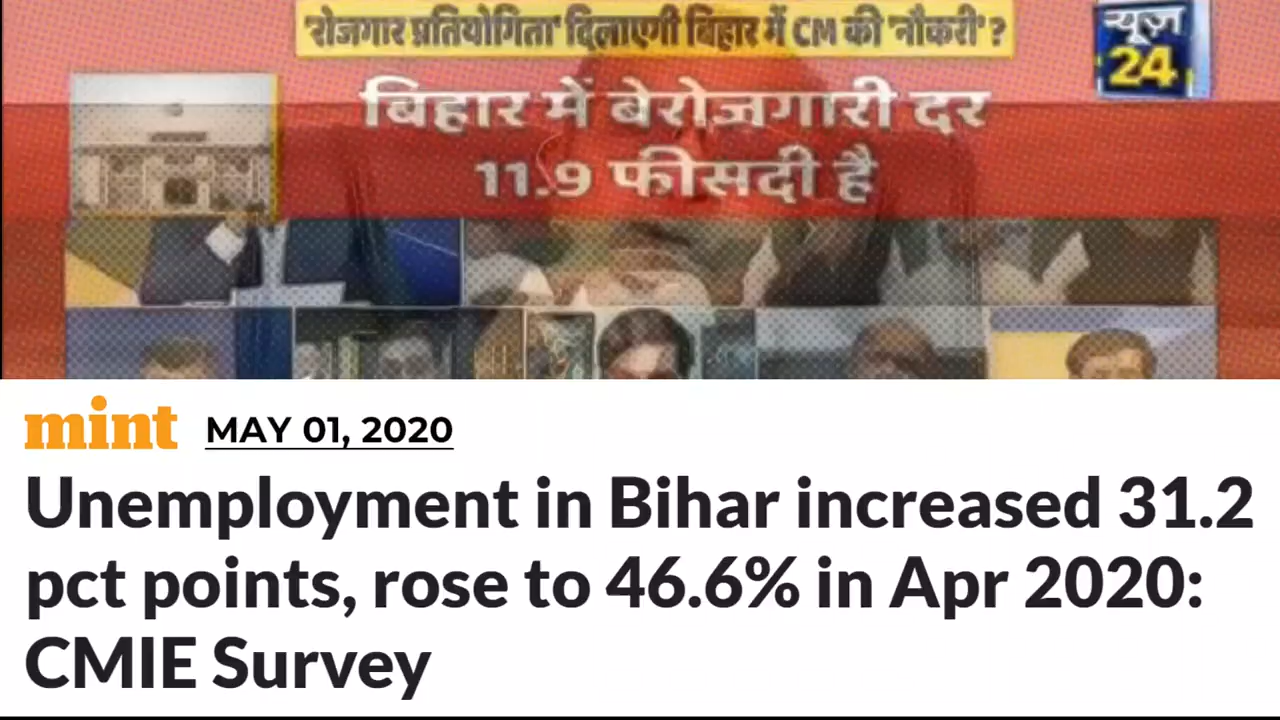 'रोजगार प्रतियोगिता' दिलाएगी बिहार में CM की 'नौकरी'?
न्यूज़
24
बिहार में बेरोज़गारी दर
11.9 फीसदी है
mint MAY 01, 2020
Unemployment in Bihar increased 31.2
pct points, rose to 46.6% in Apr 2020:
CMIE Survey